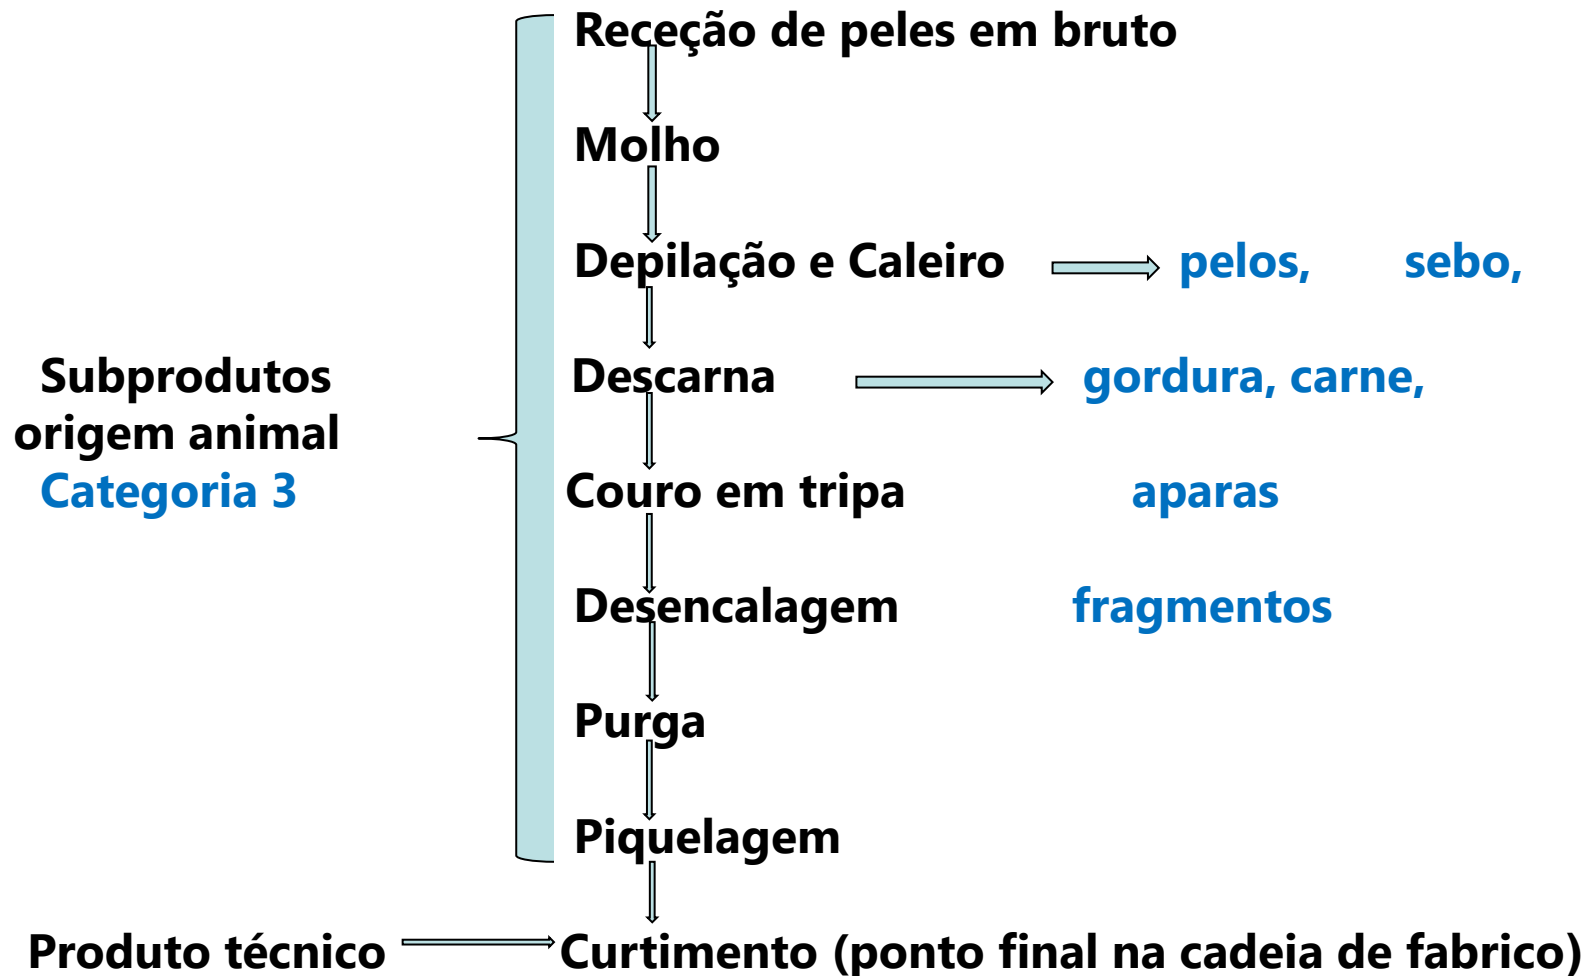 Receção de peles em bruto
Molho
Depilação e Caleiro pelos, sebo,
Subprodutos Descarna gordura, carne,
origem animal
Categoria 3 Couro em tripa aparas
Desencalagem fragmentos
Purga
Piquelagem
Produto técnico Curtimento (ponto final na cadeia de fabrico)